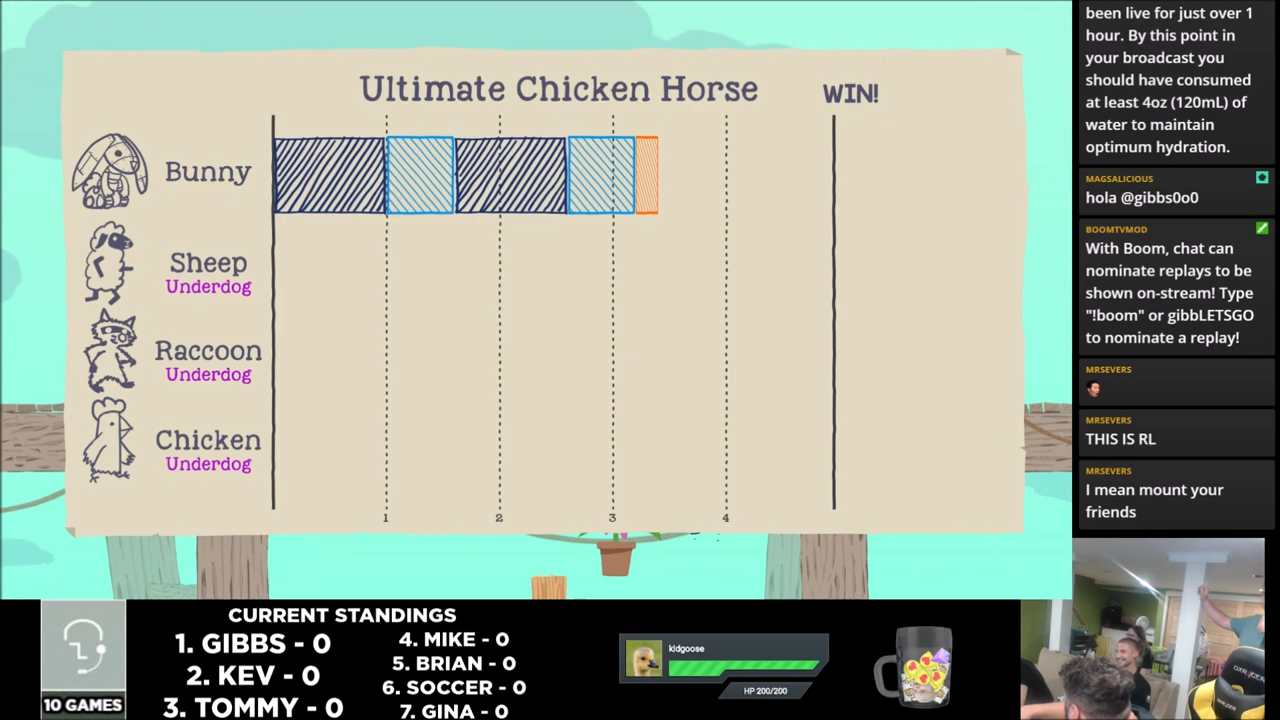 Ultimate Chicken Horse
WIN!
Bunny
Sheep
Underdog
Raccoon
Underdog
Chicken
Underdog
1
2
3
4
been live for just over 1
hour. By this point in
your broadcast you
should have consumed
at least 4oz (120mL) of
water to maintain
optimum hydration.
MAGSALICIOUS
hola @gibbs0o0
BOOMTVMOD
With Boom, chat can
nominate replays to be
shown on-stream! Type
"!boom" or gibbLETSGO
to nominate a replay!
MRSEVERS
MRSEVERS
THIS IS RL
MRSEVERS
I mean mount your
friends
10 GAMES
CURRENT STANDINGS
1. GIBBS - 0
2. KEV - 0
3. TOMMY - 0
4. MIKE - 0
5. BRIAN - 0
6. SOCCER - 0
7. GINA - 0
kidgoose
HP 200/200